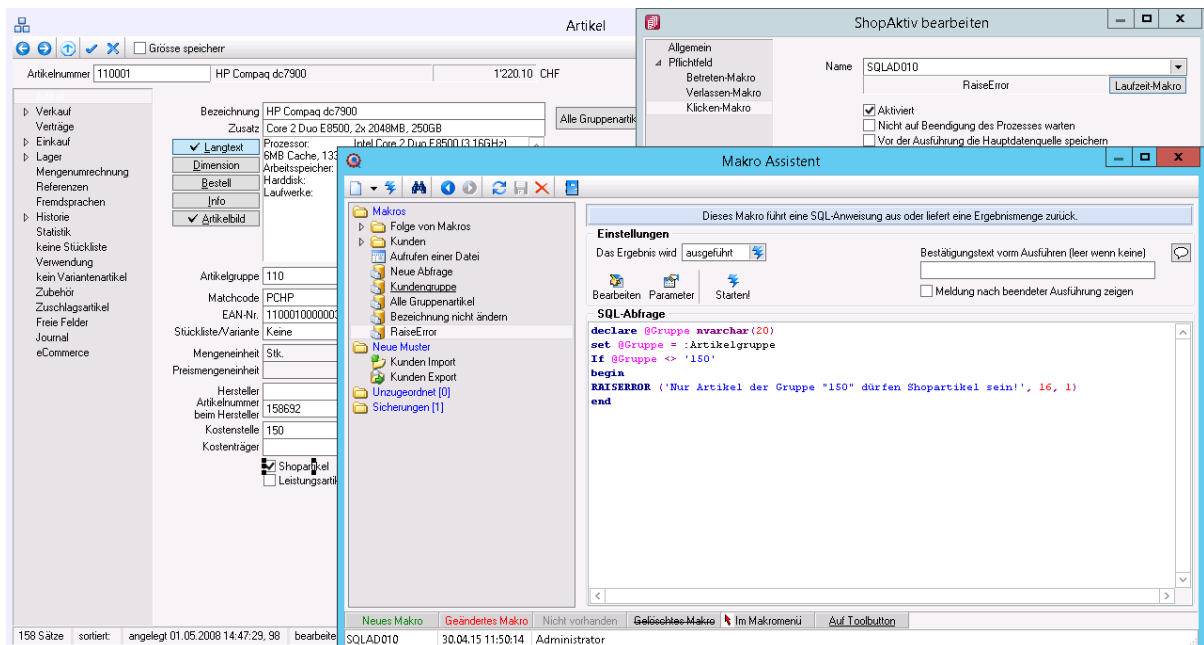 Artikel
Grösse speicherr
Artikelnummer 110001 HP Compaq dc7900 1'220.10 CHF
Verkauf
Verträge
Einkauf
Lager
Mengenumrechnung
Referenzen
Fremdsprachen
Historie
Statistik
keine Stückliste
Verwendung
kein Variantenartikel
Zubehör
Zuschlagsartikel
Freie Felder
Journal
eCommerce
Bezeichnung HP Compaq dc7900
Zusatz Core 2 Duo E8500, 2x 2048MB, 250GB
Alle Gruppenartik
Langtext
Dimension
Bestell
Info
Artikelbild
Prozessor: Intel Core 2 Duo E8500 (3.16GHz)
6MB Cache, 133
Arbeitsspeicher:
Harddisk:
Laufwerke:
Artikelgruppe 110
Matchcode PCHP
EAN-Nr. 1100010000003
Stückliste/Variante Keine
Mengeneinheit Stk.
Preismengeneinheit
Hersteller
Artikelnummer
beim Hersteller 158692
Kostenstelle 150
Kostenträger
Shopartikel
Leistungsartik
158 Sätze sortiert: angelegt 01.05.2008 14:47:29, 98 bearbeite
ShopAktiv bearbeiten
Allgemein
Pflichtfeld
Betreten-Makro
Verlassen-Makro
Klicken-Makro
Name SQLAD010
RaiseError Laufzeit-Makro
Aktiviert
Nicht auf Beendigung des Prozesses warten
Vor der Ausführung die Hauptdatenquelle speichern
Makro Assistent
Makros
Folge von Makros
Kunden
Aufrufen einer Datei
Neue Abfrage
Kundengruppe
Alle Gruppenartikel
Bezeichnung nicht ändern
RaiseError
Neue Muster
Kunden Import
Kunden Export
Unzugeordnet [0]
Sicherungen [1]
Dieses Makro führt eine SQL-Anweisung aus oder liefert eine Ergebnismenge zurück.
Einstellungen
Das Ergebnis wird ausgeführt
Bestätigungstext vorm Ausführen (leer wenn keine)
Bearbeiten Parameter Starten!
Meldung nach beendeter Ausführung zeigen
SQL-Abfrage
declare @Gruppe nvarchar(20)
set @Gruppe = :Artikelgruppe
If @Gruppe <> '150'
begin
RAISERROR ('Nur Artikel der Gruppe "150" dürfen Shopartikel sein!', 16, 1)
end
Neues Makro Geändertes Makro Nicht vorhanden Gelöschtes Makro Im Makromenü Auf Toolbutton
SQLAD010 30.04.15 11:50:14 Administrator